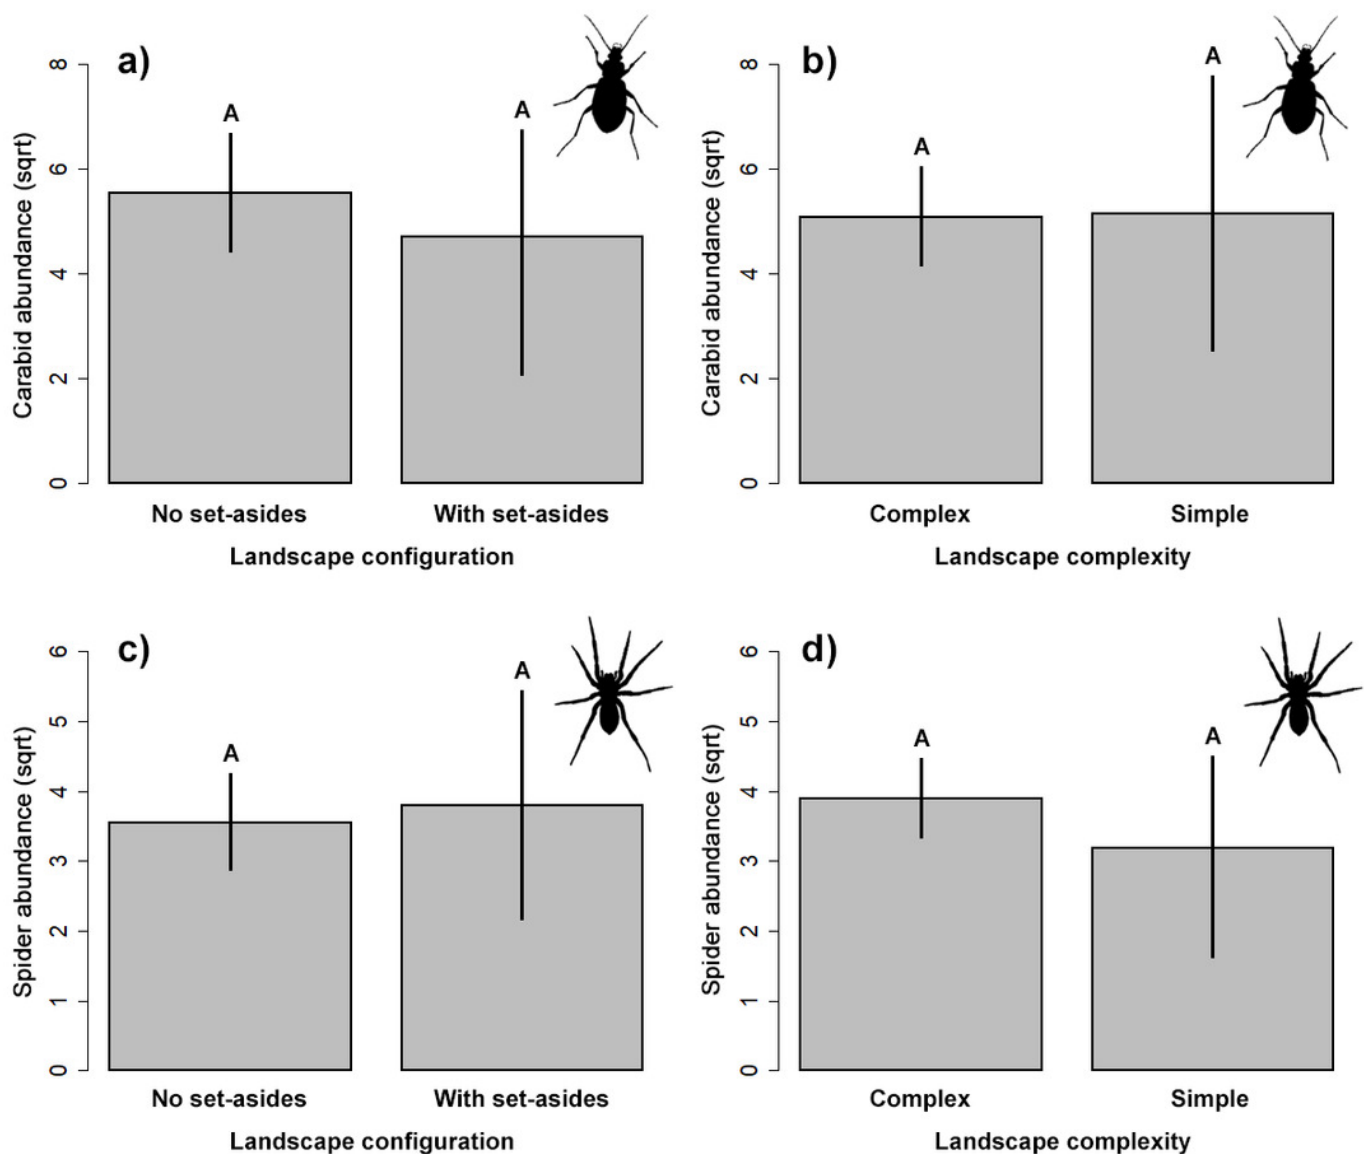 a)
Carabid abundance (sqrt)
8
6
4
2
0
A
A
No set-asides
With set-asides
Landscape configuration
b)
Carabid abundance (sqrt)
8
6
4
2
0
A
A
Complex
Simple
Landscape complexity
c)
Spider abundance (sqrt)
6
5
4
3
2
1
0
A
A
No set-asides
With set-asides
Landscape configuration
d)
Spider abundance (sqrt)
6
5
4
3
2
1
0
A
A
Complex
Simple
Landscape complexity